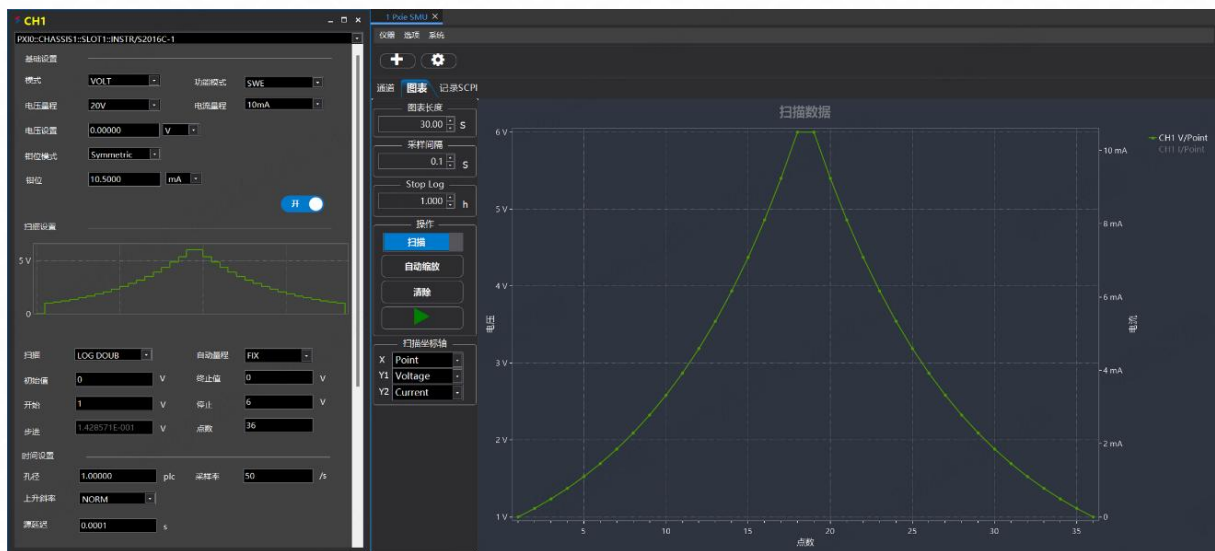 CH1
PXI0::CHASSIS1::SLOT1::INSTR/S2016C-1
基础设置
模式 VOLT 功能模式 SWE
电压量程 20V 电流量程 10mA
电压设置 0.00000 V
钳位模式 Symmetric
钳位 10.5000 mA
开
扫描设置
5 V
0
扫描 LOG DOUB 自动量程 FIX
初始值 0 V 终止值 0 V
开始 1 V 停止 6 V
步进 1.428571E-001 V 点数 36
时间设置
孔径 1.00000 plc 采样率 50 /s
上升斜率 NORM
源延迟 0.0001 s
1 Pxie SMU
仪器 选项 系统
通道 图表 记录SCPI
图表长度
30.00 s
采样间隔
0.1 s
Stop Log
1.000 h
操作
扫描
自动缩放
清除
扫描坐标轴
X Point
Y1 Voltage
Y2 Current
扫描数据
6 V
5 V
4 V
3 V
2 V
1 V
电压
5 10 15 20 25 30 35
点数
10 mA
8 mA
6 mA
4 mA
2 mA
0
电流
CH1 V/Point
CH1 I/Point